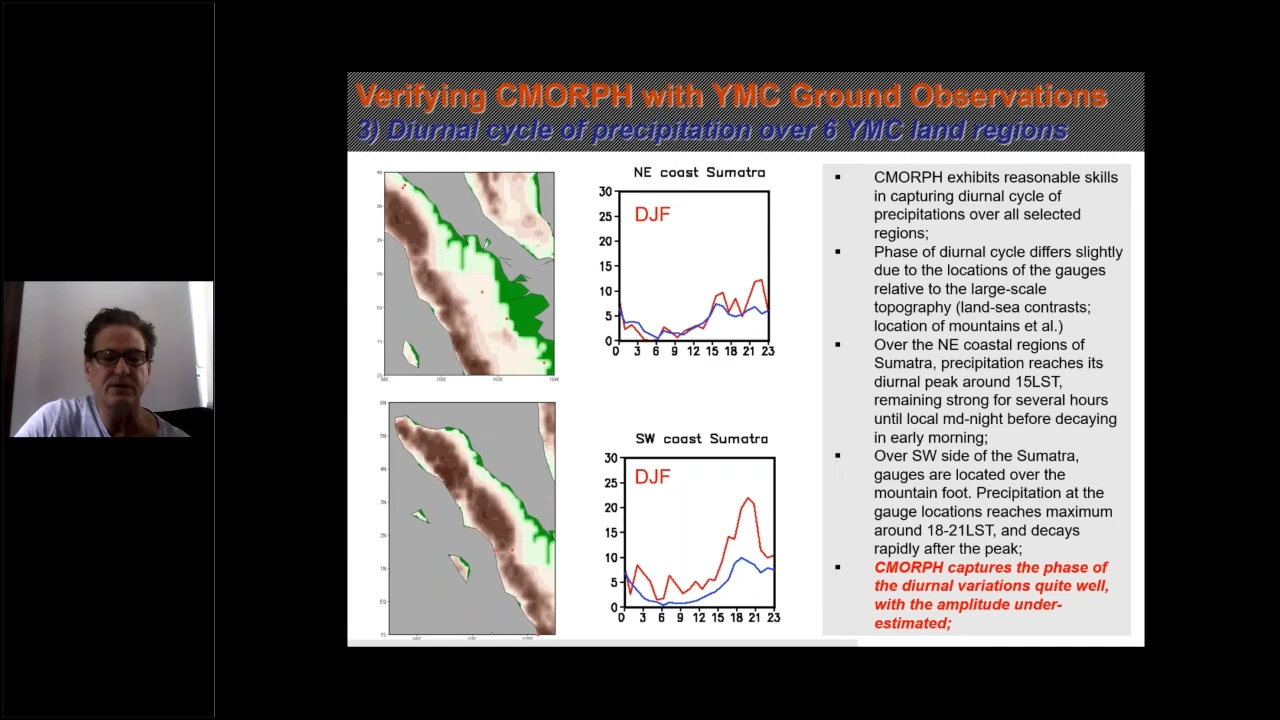 Verifying CMORPH with YMC Ground Observations
3) Diurnal cycle of precipitation over 6 YMC land regions
NE coast Sumatra
DJF
30
25
20
15
10
5
0
0 3 6 9 12 15 18 21 23
SW coast Sumatra
DJF
30
25
20
15
10
5
0
0 3 6 9 12 15 18 21 23
▪ CMORPH exhibits reasonable skills
in capturing diurnal cycle of
precipitations over all selected
regions;
▪ Phase of diurnal cycle differs slightly
due to the locations of the gauges
relative to the large-scale
topography (land-sea contrasts;
location of mountains et al.)
▪ Over the NE coastal regions of
Sumatra, precipitation reaches its
diurnal peak around 15LST,
remaining strong for several hours
until local md-night before decaying
in early morning;
▪ Over SW side of the Sumatra,
gauges are located over the
mountain foot. Precipitation at the
gauge locations reaches maximum
around 18-21LST, and decays
rapidly after the peak;
▪ CMORPH captures the phase of
the diurnal variations quite well,
with the amplitude under-
estimated;